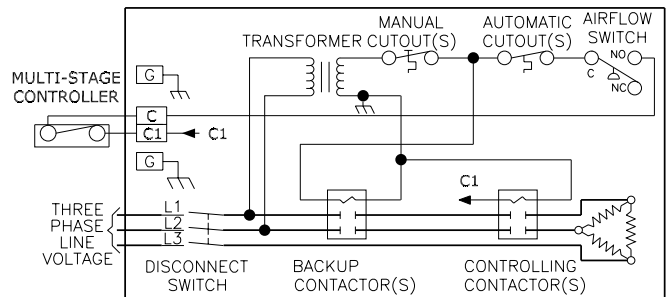 MANUAL
CUTOUT(S)
AUTOMATIC
CUTOUT(S)
AIRFLOW
SWITCH
TRANSFORMER
NO
C
NC
MULTI-STAGE
CONTROLLER
G
C
C1
C1
G
C1
THREE
PHASE
LINE
VOLTAGE
L1
L2
L3
DISCONNECT
SWITCH
BACKUP
CONTACTOR(S)
CONTROLLING
CONTACTOR(S)